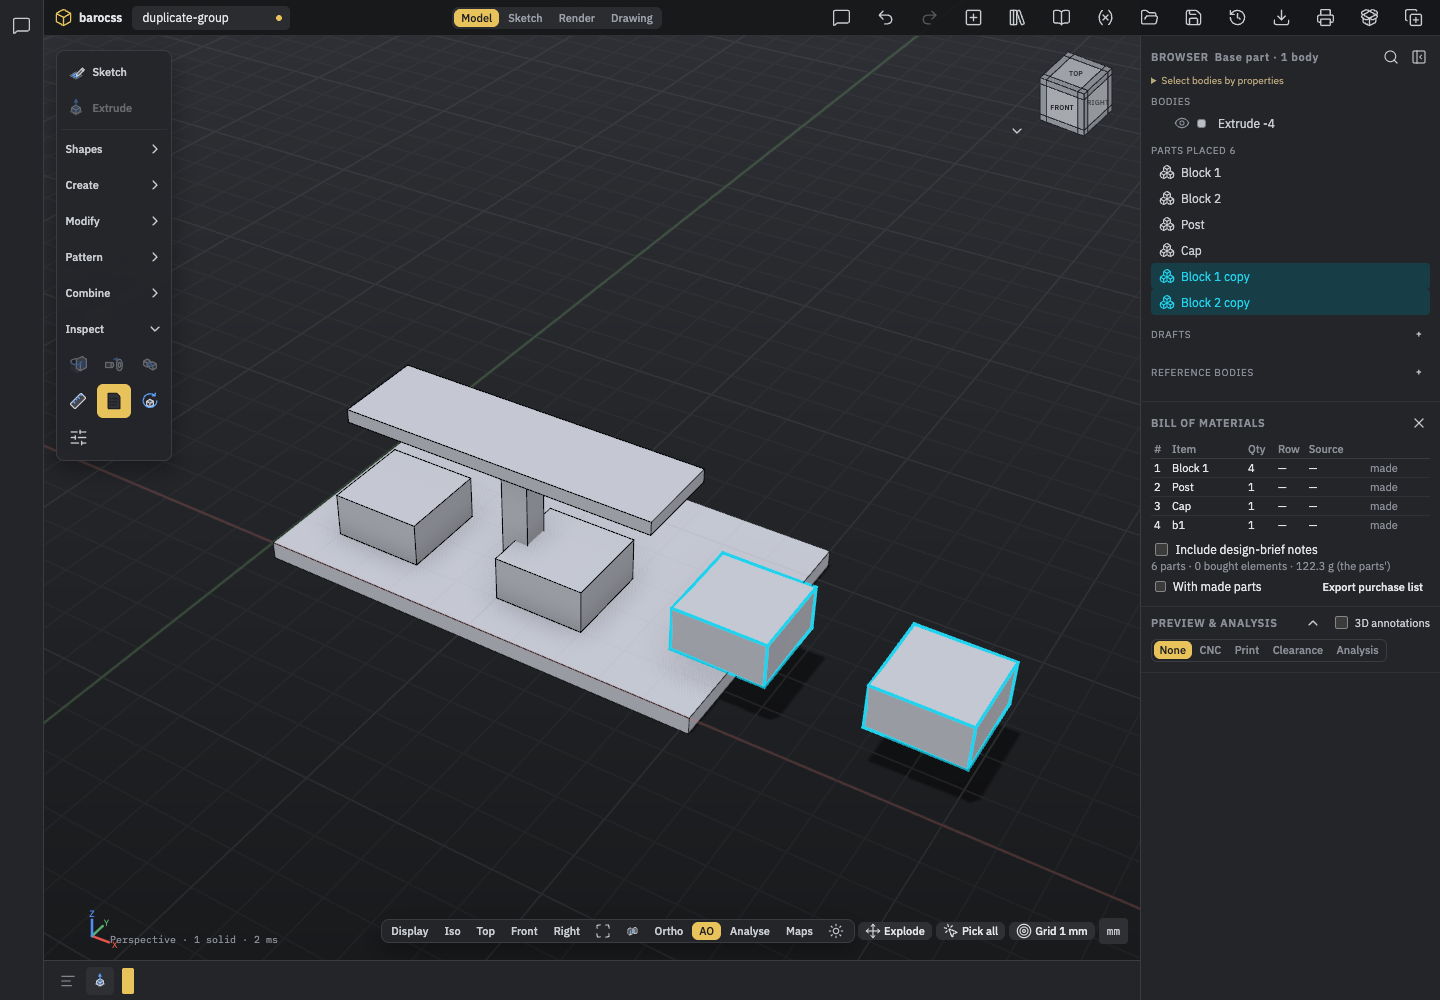 barocss
duplicate-group
Model Sketch Render Drawing
Sketch
Extrude
Shapes
Create
Modify
Pattern
Combine
Inspect
TOP
FRONT
RIGHT
BROWSER Base part · 1 body
Select bodies by properties
BODIES
Extrude -4
PARTS PLACED 6
Block 1
Block 2
Post
Cap
Block 1 copy
Block 2 copy
DRAFTS +
REFERENCE BODIES +
BILL OF MATERIALS
# Item Qty Row Source
1 Block 1 4 — — made
2 Post 1 — — made
3 Cap 1 — — made
4 b1 1 — — made
Include design-brief notes
6 parts · 0 bought elements · 122.3 g (the parts')
With made parts Export purchase list
PREVIEW & ANALYSIS 3D annotations
None CNC Print Clearance Analysis
Z
Y
X
Perspective · 1 solid · 2 ms
Display Iso Top Front Right Ortho AO Analyse Maps Explode Pick all Grid 1 mm mm